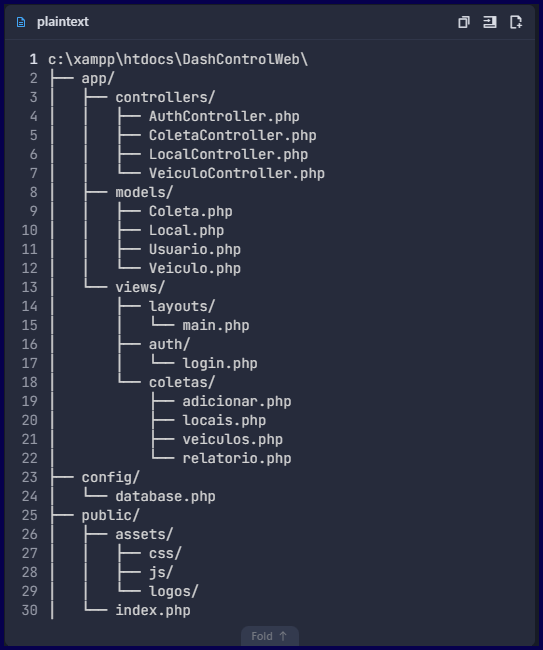 plaintext
1 c:\xampp\htdocs\DashControlWeb\
2 ├── app/
3 │   ├── controllers/
4 │   │   ├── AuthController.php
5 │   │   ├── ColetaController.php
6 │   │   ├── LocalController.php
7 │   │   └── VeiculoController.php
8 │   ├── models/
9 │   │   ├── Coleta.php
10 │   │   ├── Local.php
11 │   │   ├── Usuario.php
12 │   │   └── Veiculo.php
13 │   └── views/
14 │       ├── layouts/
15 │       │   └── main.php
16 │       ├── auth/
17 │       │   └── login.php
18 │       └── coletas/
19 │           ├── adicionar.php
20 │           ├── locais.php
21 │           ├── veiculos.php
22 │           └── relatorio.php
23 ├── config/
24 │   └── database.php
25 ├── public/
26 │   ├── assets/
27 │   │   ├── css/
28 │   │   ├── js/
29 │   │   └── logos/
30 │   └── index.php
Fold ↑